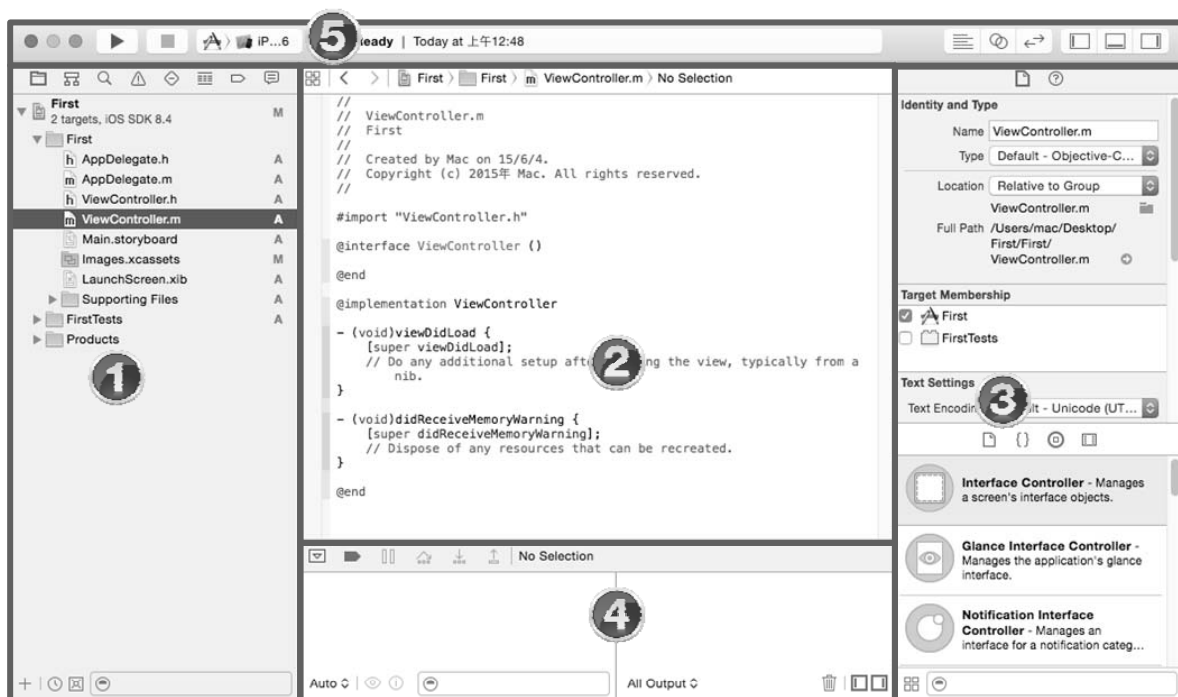 iP...6
5
eady | Today at 上午12:48
First
2 targets, iOS SDK 8.4
M
First
h AppDelegate.h
A
m AppDelegate.m
A
h ViewController.h
A
m ViewController.m
A
Main.storyboard
A
Images.xcassets
M
LaunchScreen.xib
A
Supporting Files
A
FirstTests
A
Products
1
First
First
m ViewController.m
No Selection
//
// ViewController.m
// First
//
// Created by Mac on 15/6/4.
// Copyright (c) 2015年 Mac. All rights reserved.
//
#import "ViewController.h"
@interface ViewController ()
@end
@implementation ViewController
- (void)viewDidLoad {
[super viewDidLoad];
// Do any additional setup afte ing the view, typically from a
nib.
}
2
- (void)didReceiveMemoryWarning {
[super didReceiveMemoryWarning];
// Dispose of any resources that can be recreated.
}
@end
No Selection
4
Auto
All Output
Identity and Type
Name ViewController.m
Type Default - Objective-C...
Location Relative to Group
ViewController.m
Full Path /Users/mac/Desktop/
First/First/
ViewController.m
Target Membership
First
FirstTests
Text Settings
Text Encodin lt - Unicode (UT...
3
{}
Interface Controller - Manages
a screen's interface objects.
Glance Interface Controller -
Manages the application's glance
interface.
Notification Interface
Controller - Manages an
interface for a notification categ...